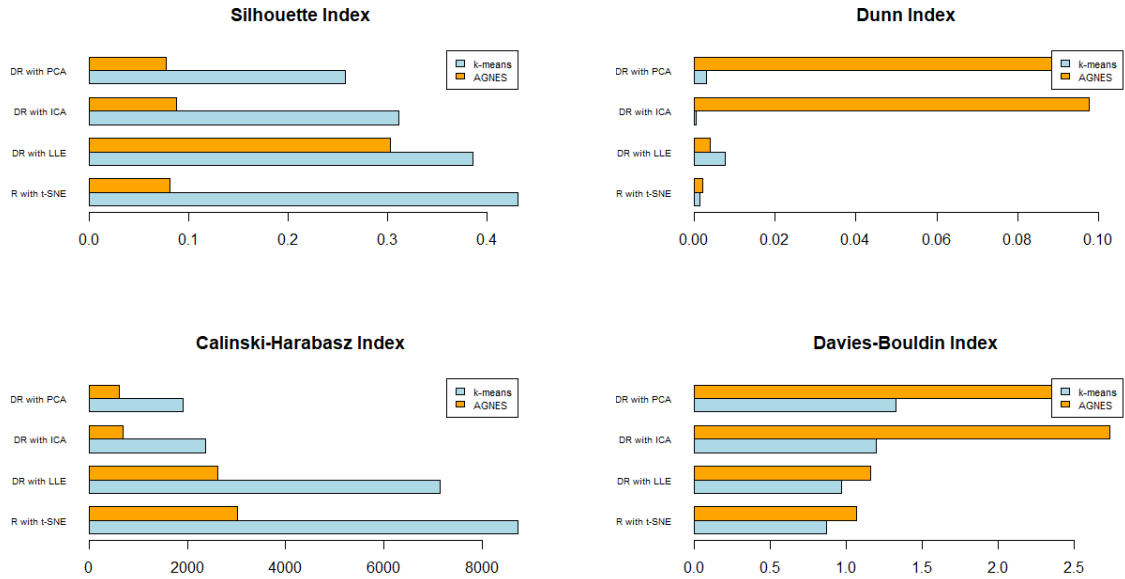 Silhouette Index
k-means
AGNES
DR with PCA
DR with ICA
DR with LLE
R with t-SNE
0.0 0.1 0.2 0.3 0.4
Dunn Index
k-means
AGNES
DR with PCA
DR with ICA
DR with LLE
R with t-SNE
0.00 0.02 0.04 0.06 0.08 0.10
Calinski-Harabasz Index
k-means
AGNES
DR with PCA
DR with ICA
DR with LLE
R with t-SNE
0 2000 4000 6000 8000
Davies-Bouldin Index
k-means
AGNES
DR with PCA
DR with ICA
DR with LLE
R with t-SNE
0.0 0.5 1.0 1.5 2.0 2.5